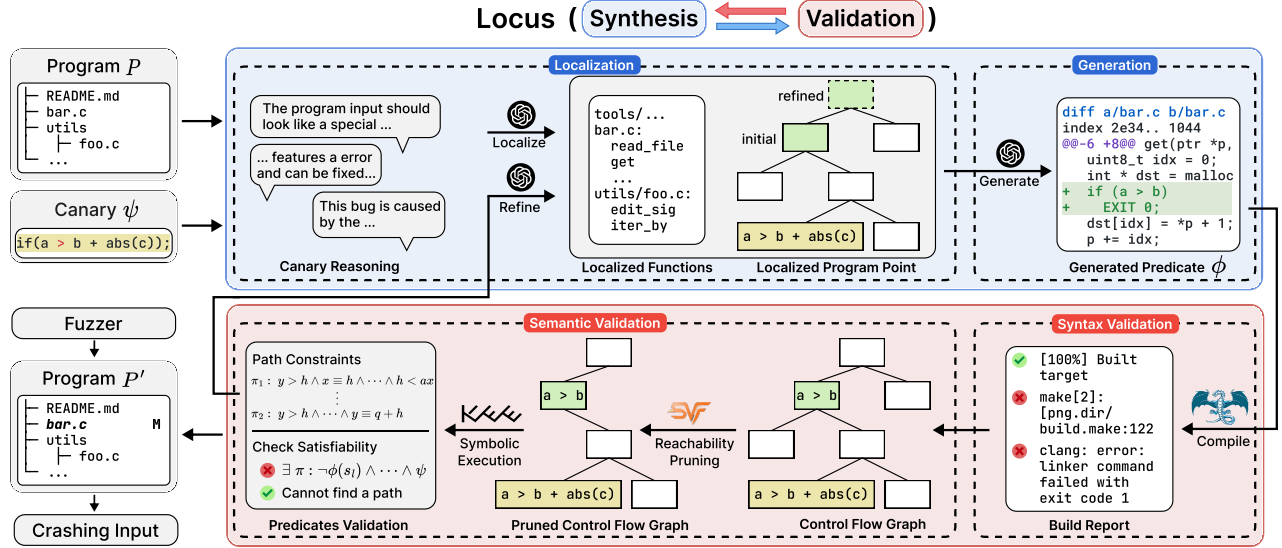 Locus ( Synthesis Validation )
Program P
README.md
bar.c
utils
foo.c
...
Canary ψ
if(a > b + abs(c));
Localization
The program input should
look like a special ...
... features a error
and can be fixed...
This bug is caused
by the ...
Canary Reasoning
Localize
Refine
tools/...
bar.c:
read_file
get
...
utils/foo.c:
edit_sig
iter_by
Localized Functions
refined
initial
a > b + abs(c)
Localized Program Point
Generate
Generation
diff a/bar.c b/bar.c
index 2e34.. 1044
@@-6 +8@@ get(ptr *p,
uint8_t idx = 0;
int * dst = malloc
+ if (a > b)
+ EXIT 0;
dst[idx] = *p + 1;
p += idx;
Generated Predicate ϕ
Fuzzer
Program P′
README.md
bar.c M
utils
foo.c
...
Crashing Input
Semantic Validation
Path Constraints
π₁ : y > h ∧ x ≡ h ∧ ⋯ ∧ h < ax
⋮
π₂ : y > h ∧ ⋯ ∧ y ≡ q + h
Check Satisfiability
∃ π : ¬ϕ(sₗ) ∧ ⋯ ∧ ψ
Cannot find a path
Predicates Validation
KLEE
Symbolic
Execution
a > b
a > b + abs(c)
Pruned Control Flow Graph
SVF
Reachability
Pruning
a > b
a > b + abs(c)
Control Flow Graph
Syntax Validation
[100%] Built
target
make[2]:
[png.dir/
build.make:122
clang: error:
linker command
failed with
exit code 1
Build Report
Compile